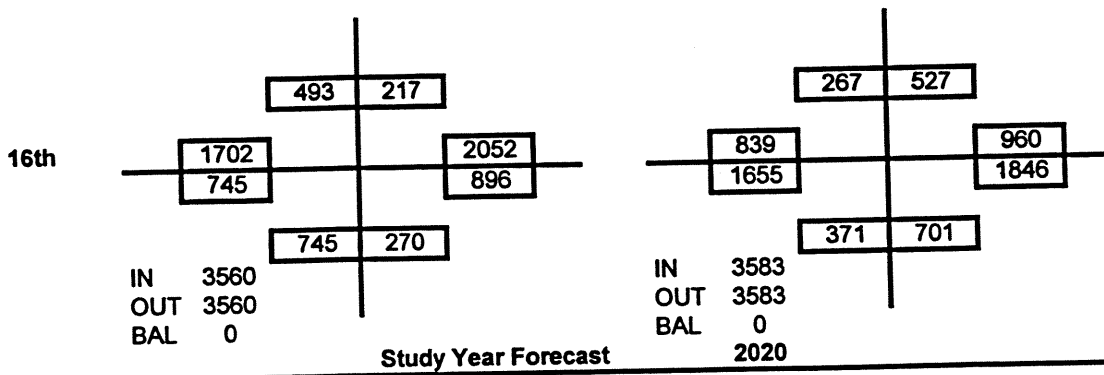 493 217 267 527
16th 1702 2052 839 960
745 896 1655 1846
745 270 371 701
IN 3560 IN 3583
OUT 3560 OUT 3583
BAL 0 BAL 0
Study Year Forecast 2020